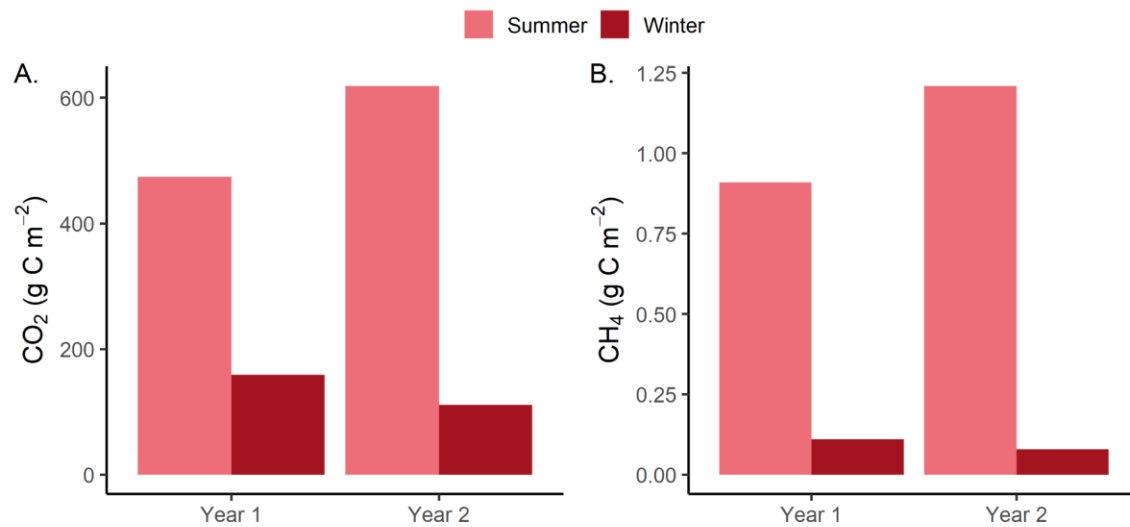 Summer Winter
A.
CO₂ (g C m⁻²)
600
400
200
0
Year 1 Year 2
B.
CH₄ (g C m⁻²)
1.25
1.00
0.75
0.50
0.25
0.00
Year 1 Year 2